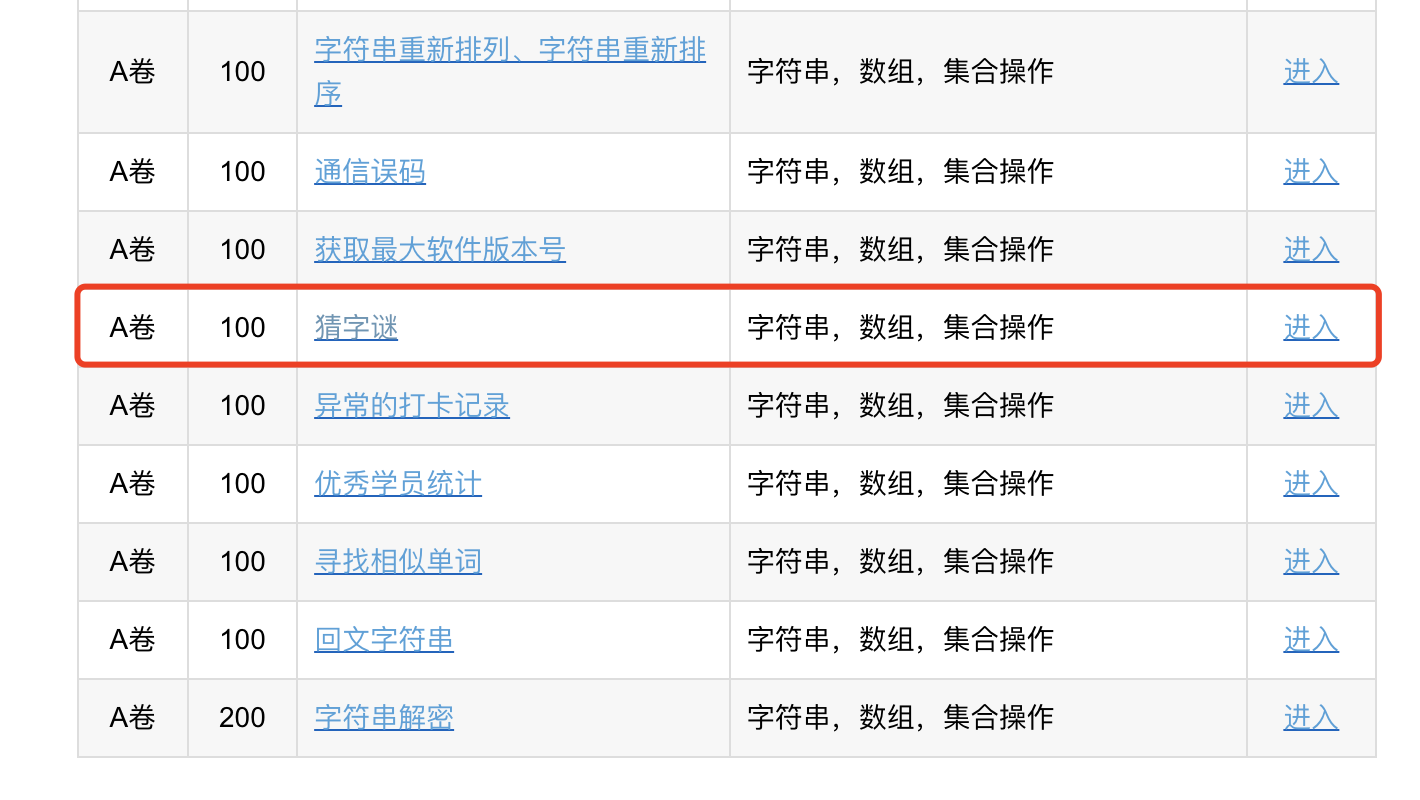 A卷 100 字符串重新排列、字符串重新排 字符串，数组，集合操作 进入
序
A卷 100 通信误码 字符串，数组，集合操作 进入
A卷 100 获取最大软件版本号 字符串，数组，集合操作 进入
A卷 100 猜字谜 字符串，数组，集合操作 进入
A卷 100 异常的打卡记录 字符串，数组，集合操作 进入
A卷 100 优秀学员统计 字符串，数组，集合操作 进入
A卷 100 寻找相似单词 字符串，数组，集合操作 进入
A卷 100 回文字符串 字符串，数组，集合操作 进入
A卷 200 字符串解密 字符串，数组，集合操作 进入